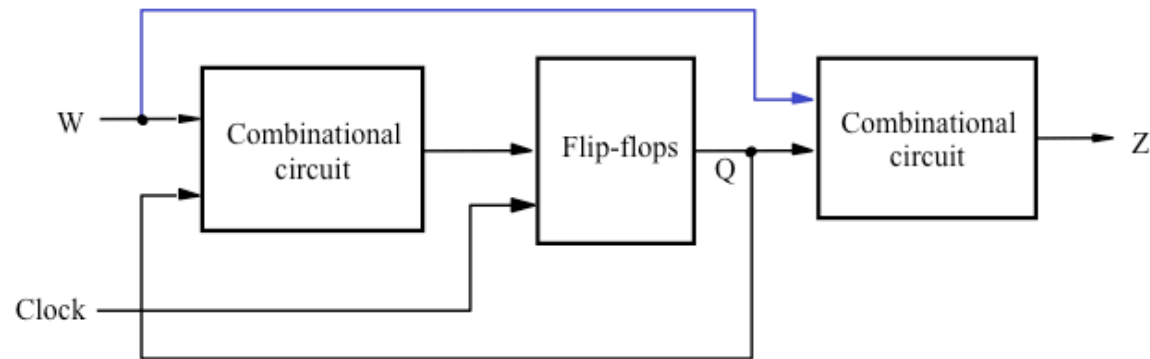 W
Combinational
circuit
Flip-flops
Q
Combinational
circuit
Z
Clock